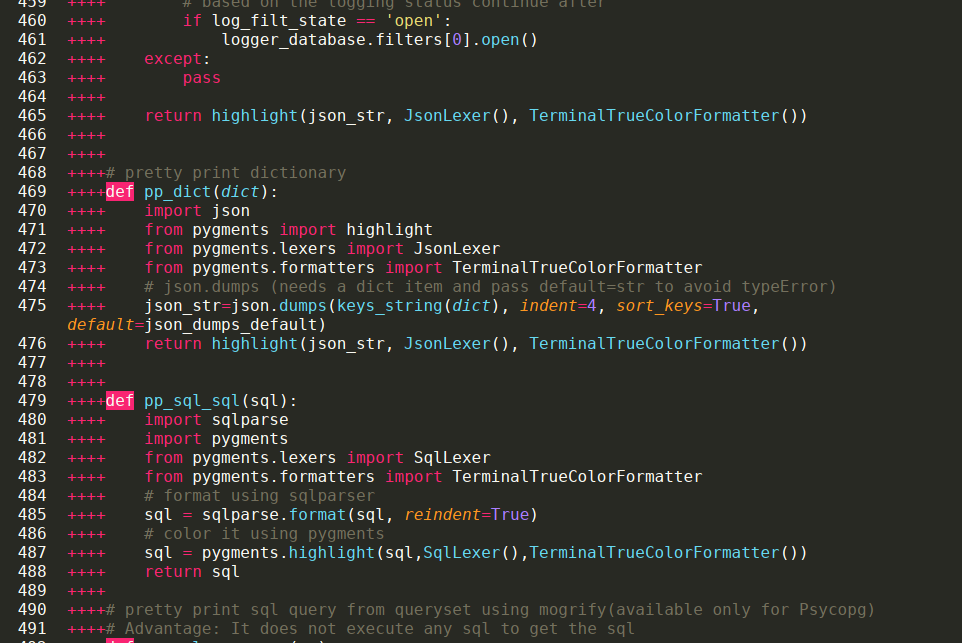 459 ++++        # based on the logging status continue after
460 ++++        if log_filt_state == 'open':
461 ++++            logger_database.filters[0].open()
462 ++++    except:
463 ++++        pass
464 ++++
465 ++++    return highlight(json_str, JsonLexer(), TerminalTrueColorFormatter())
466 ++++
467 ++++
468 ++++# pretty print dictionary
469 ++++def pp_dict(dict):
470 ++++    import json
471 ++++    from pygments import highlight
472 ++++    from pygments.lexers import JsonLexer
473 ++++    from pygments.formatters import TerminalTrueColorFormatter
474 ++++    # json.dumps (needs a dict item and pass default=str to avoid typeError)
475 ++++    json_str=json.dumps(keys_string(dict), indent=4, sort_keys=True,
default=json_dumps_default)
476 ++++    return highlight(json_str, JsonLexer(), TerminalTrueColorFormatter())
477 ++++
478 ++++
479 ++++def pp_sql_sql(sql):
480 ++++    import sqlparse
481 ++++    import pygments
482 ++++    from pygments.lexers import SqlLexer
483 ++++    from pygments.formatters import TerminalTrueColorFormatter
484 ++++    # format using sqlparser
485 ++++    sql = sqlparse.format(sql, reindent=True)
486 ++++    # color it using pygments
487 ++++    sql = pygments.highlight(sql,SqlLexer(),TerminalTrueColorFormatter())
488 ++++    return sql
489 ++++
490 ++++# pretty print sql query from queryset using mogrify(available only for Psycopg)
491 ++++# Advantage: It does not execute any sql to get the sql